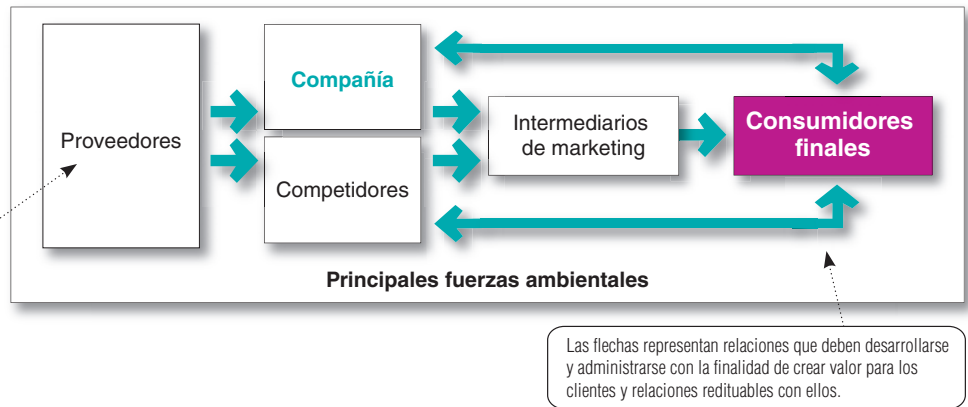 Proveedores
Compañía
Competidores
Intermediarios
de marketing
Consumidores
finales
Principales fuerzas ambientales
Las flechas representan relaciones que deben desarrollarse
y administrarse con la finalidad de crear valor para los
clientes y relaciones redituables con ellos.